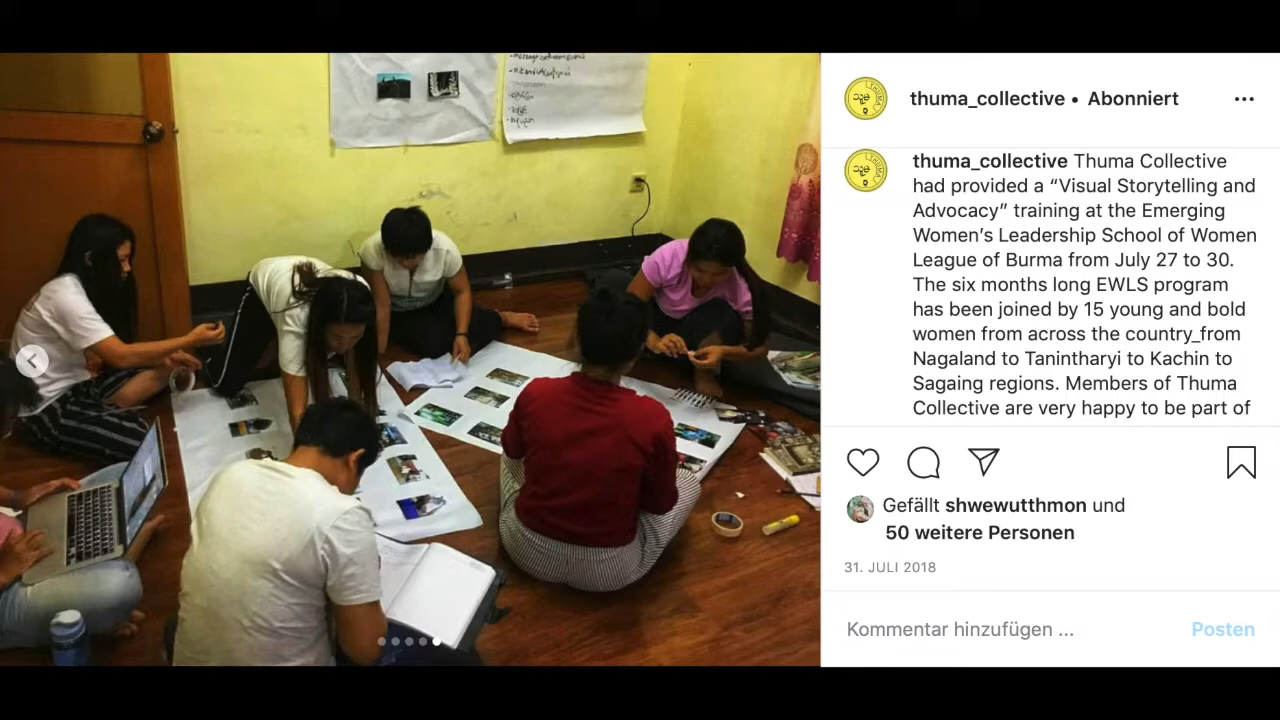 thuma_collective • Abonniert
thuma_collective Thuma Collective
had provided a “Visual Storytelling and
Advocacy” training at the Emerging
Women’s Leadership School of Women
League of Burma from July 27 to 30.
The six months long EWLS program
has been joined by 15 young and bold
women from across the country_from
Nagaland to Tanintharyi to Kachin to
Sagaing regions. Members of Thuma
Collective are very happy to be part of
Gefällt shwewutthmon und
50 weitere Personen
31. JULI 2018
Kommentar hinzufügen ...
Posten